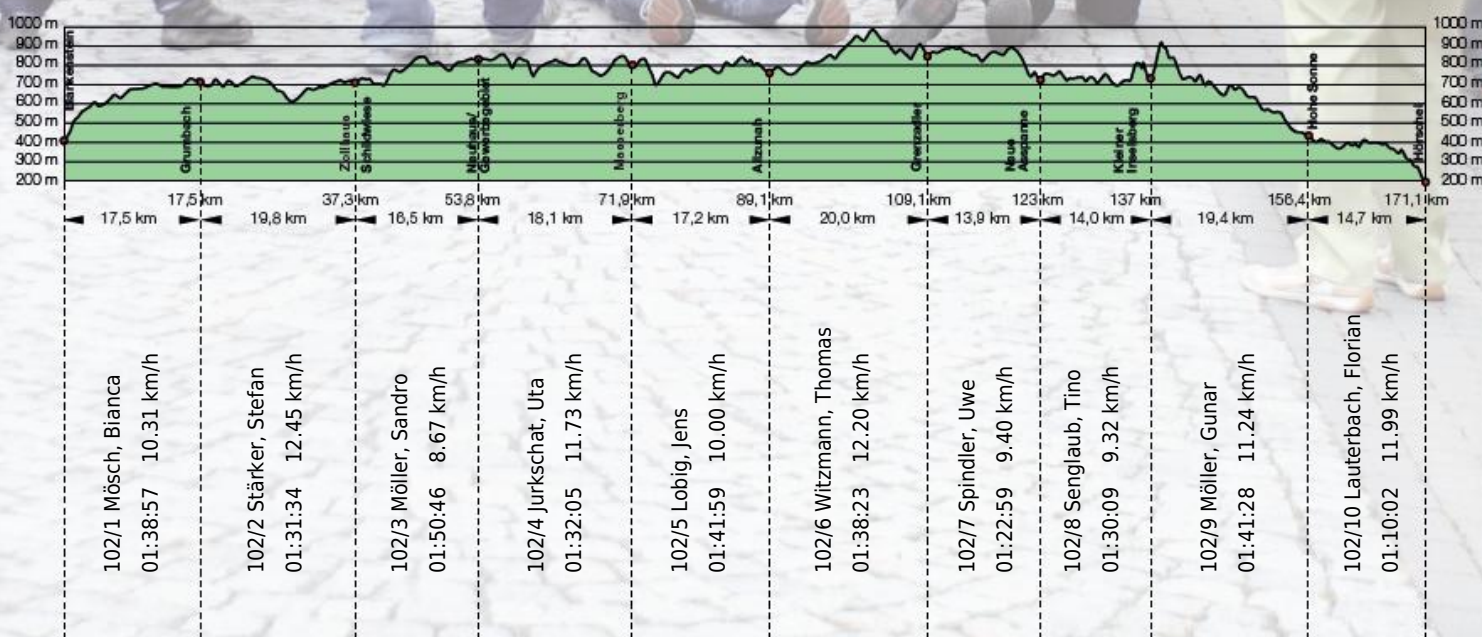 1000 m
900 m
800 m
700 m
600 m
500 m
400 m
300 m
200 m
1000 m
900 m
800 m
700 m
600 m
500 m
400 m
300 m
200 m
Blankenstein
Grumbach
Zollhaus
Schildwiese
Neuhaus/
Gewerbegebiet
Masserberg
Allzunah
Grenzadler
Neue
Ausspanne
Kleiner
Inselsberg
Hohe Sonne
Hörschel
17,5 km
37,3 km
53,8 km
71,9 km
89,1 km
109,1 km
123 km
137 km
156,4 km
171,1 km
17,5 km
19,8 km
16,5 km
18,1 km
17,2 km
20,0 km
13,9 km
14,0 km
19,4 km
14,7 km
102/1 Mösch, Bianca
01:38:57 10.31 km/h
102/2 Stärker, Stefan
01:31:34 12.45 km/h
102/3 Möller, Sandro
01:50:46 8.67 km/h
102/4 Jurkschat, Uta
01:32:05 11.73 km/h
102/5 Lobig, Jens
01:41:59 10.00 km/h
102/6 Witzmann, Thomas
01:38:23 12.20 km/h
102/7 Spindler, Uwe
01:22:59 9.40 km/h
102/8 Senglaub, Tino
01:30:09 9.32 km/h
102/9 Möller, Gunar
01:41:28 11.24 km/h
102/10 Lauterbach, Florian
01:10:02 11.99 km/h